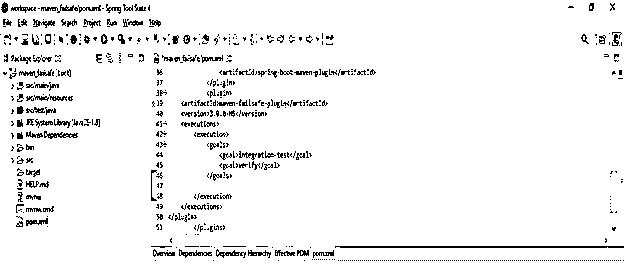 workspace - maven_failsafe/pom.xml - Spring Tool Suite 4
File Edit Navigate Search Project Run Window Help
Package Explorer
*maven_failsafe/pom.xml
maven_failsafe [boot]
src/main/java
src/main/resources
src/test/java
JRE System Library [JavaSE-1.8]
Maven Dependencies
bin
src
target
HELP.md
mvnw
mvnw.cmd
pom.xml
36 <artifactId>spring-boot-maven-plugin</artifactId>
37 </plugin>
38 <plugin>
39 <artifactId>maven-failsafe-plugin</artifactId>
40 <version>3.0.0-M5</version>
41 <executions>
42 <execution>
43 <goals>
44 <goal>integration-test</goal>
45 <goal>verify</goal>
46 </goals>
47
48 </execution>
49 </executions>
50 </plugin>
51 </plugins>
Overview Dependencies Dependency Hierarchy Effective POM pom.xml